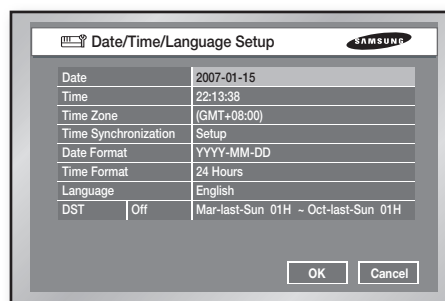 Date/Time/Language Setup SAMSUNG
Date 2007-01-15
Time 22:13:38
Time Zone (GMT+08:00)
Time Synchronization Setup
Date Format YYYY-MM-DD
Time Format 24 Hours
Language English
DST Off Mar-last-Sun 01H ~ Oct-last-Sun 01H
OK Cancel